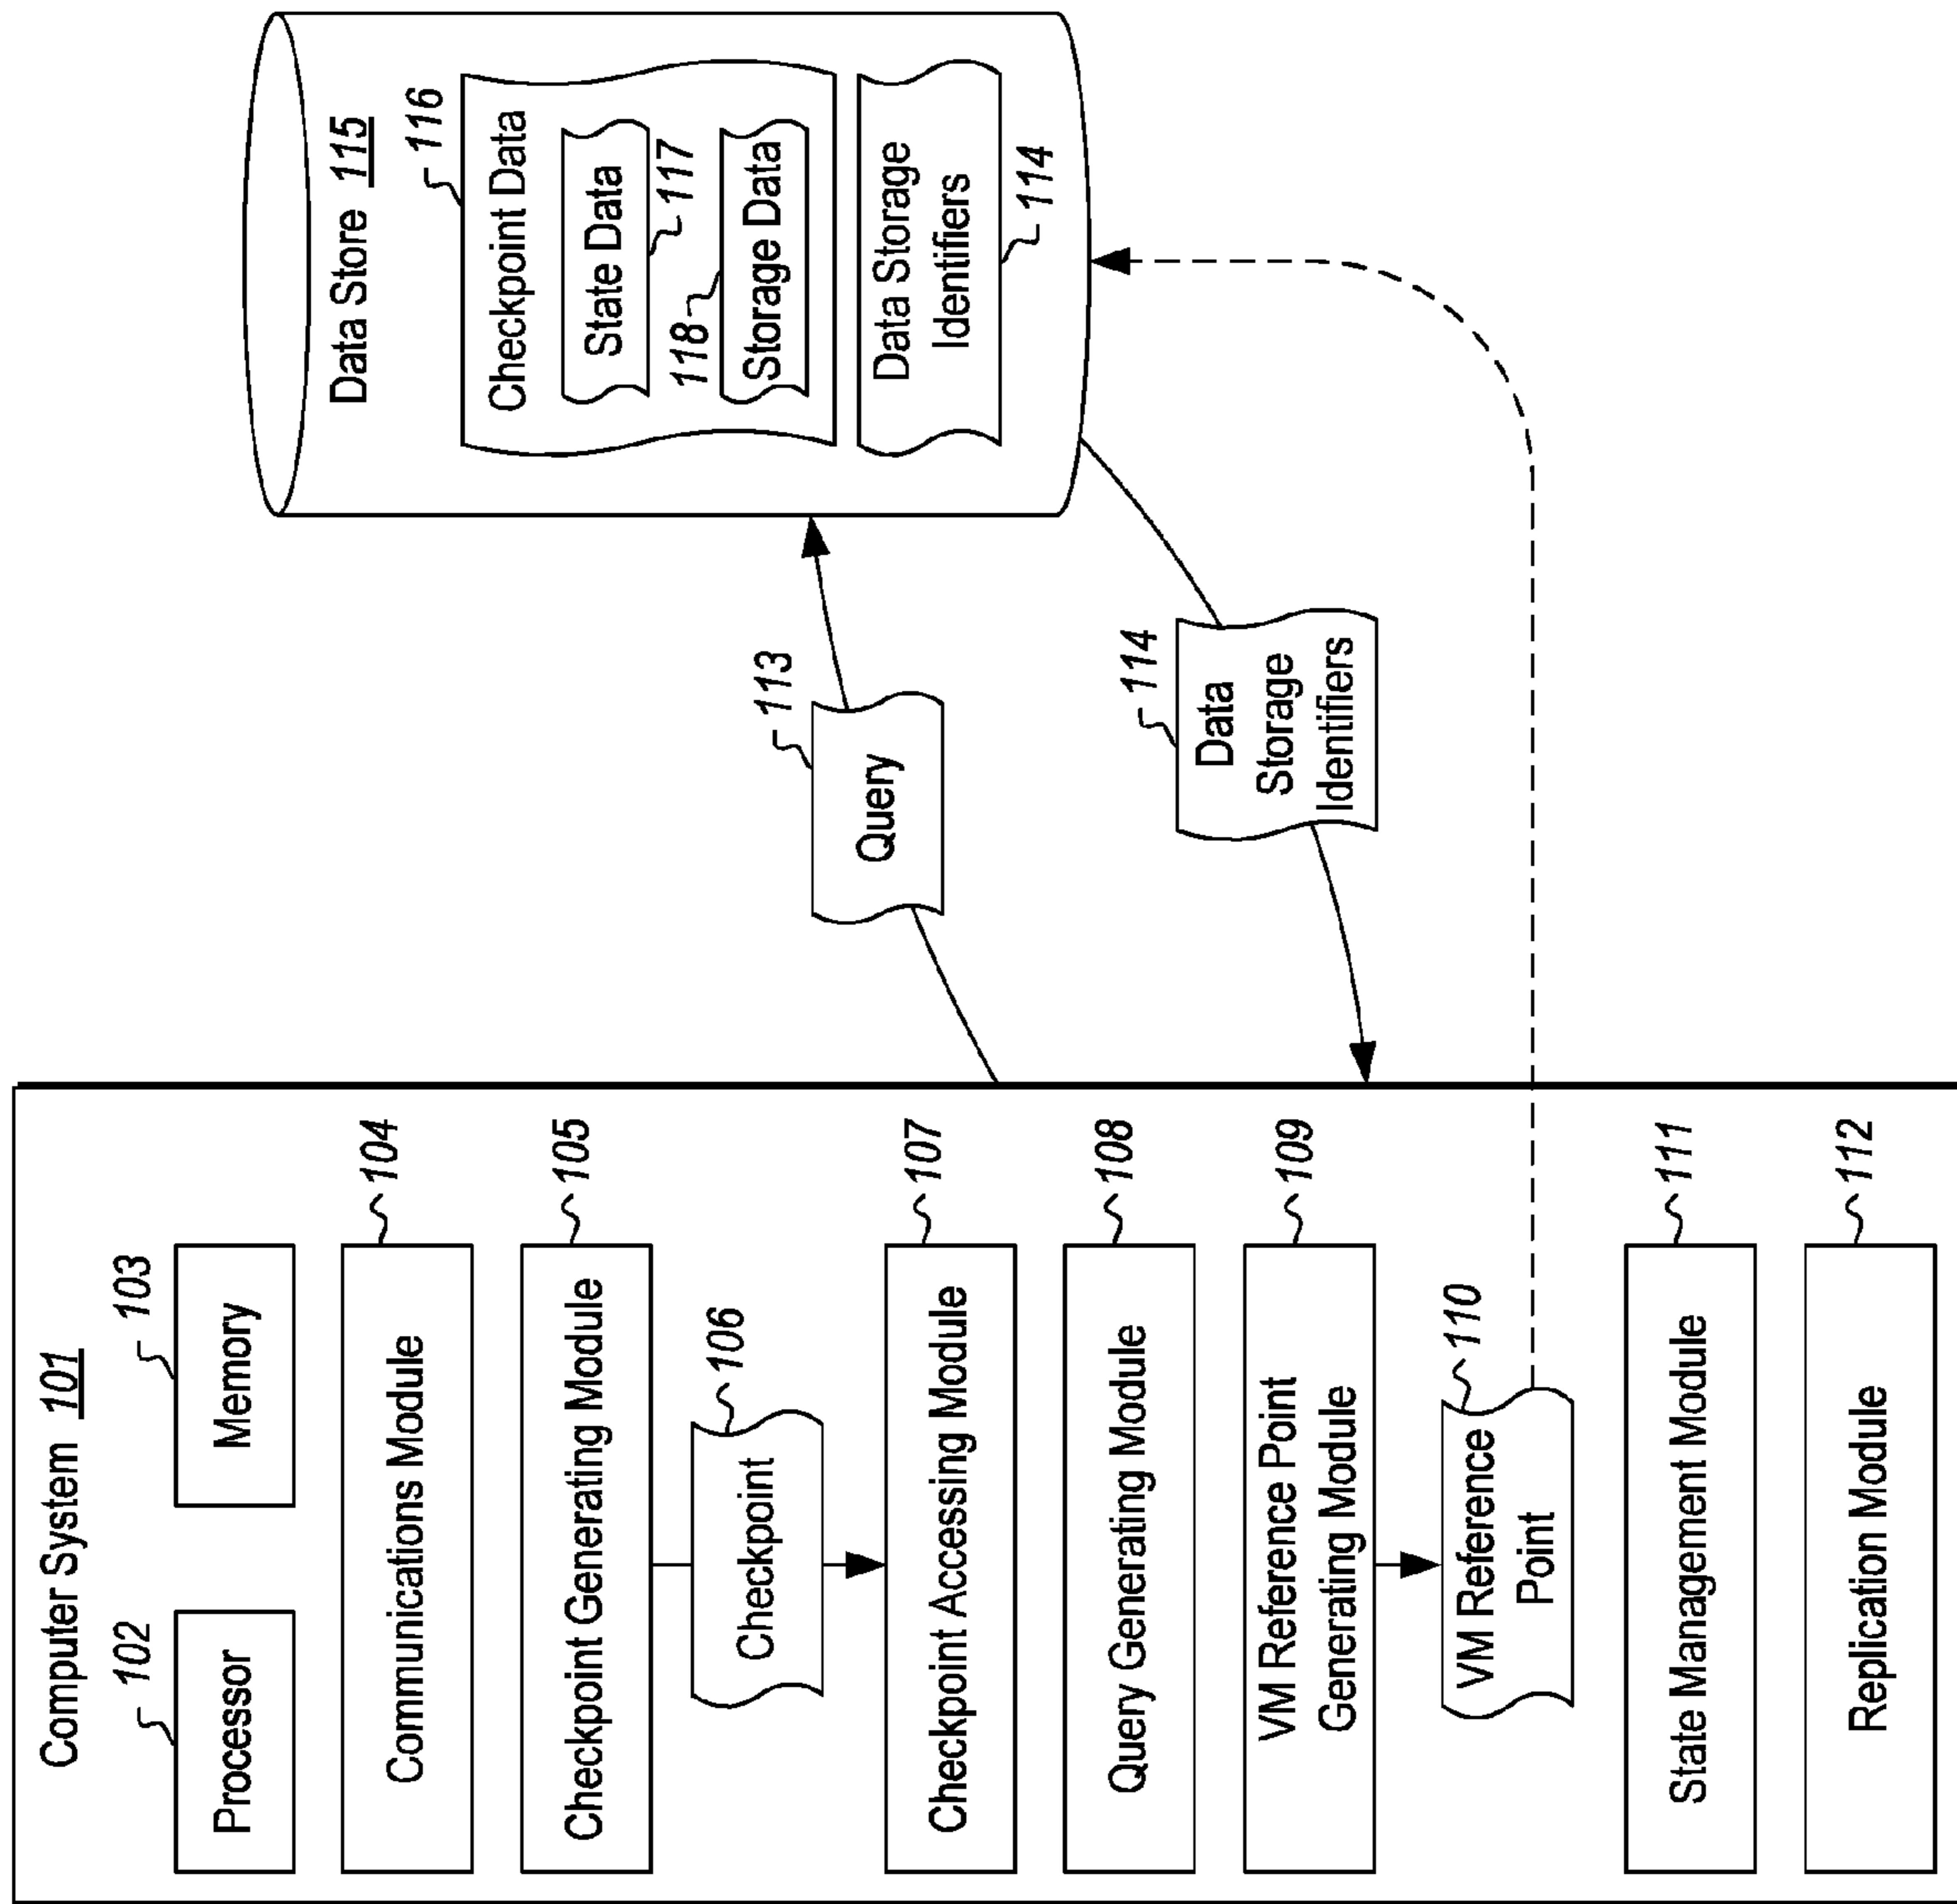 Computer System 101
102
Processor
103
Memory
104
Communications Module
105
Checkpoint Generating Module
106
Checkpoint
107
Checkpoint Accessing Module
108
Query Generating Module
109
VM Reference Point
Generating Module
110
VM Reference
Point
111
State Management Module
112
Replication Module
113
Query
114
Data
Storage
Identifiers
Data Store 115
116
Checkpoint Data
State Data
117
118
Storage Data
Data Storage
Identifiers
114